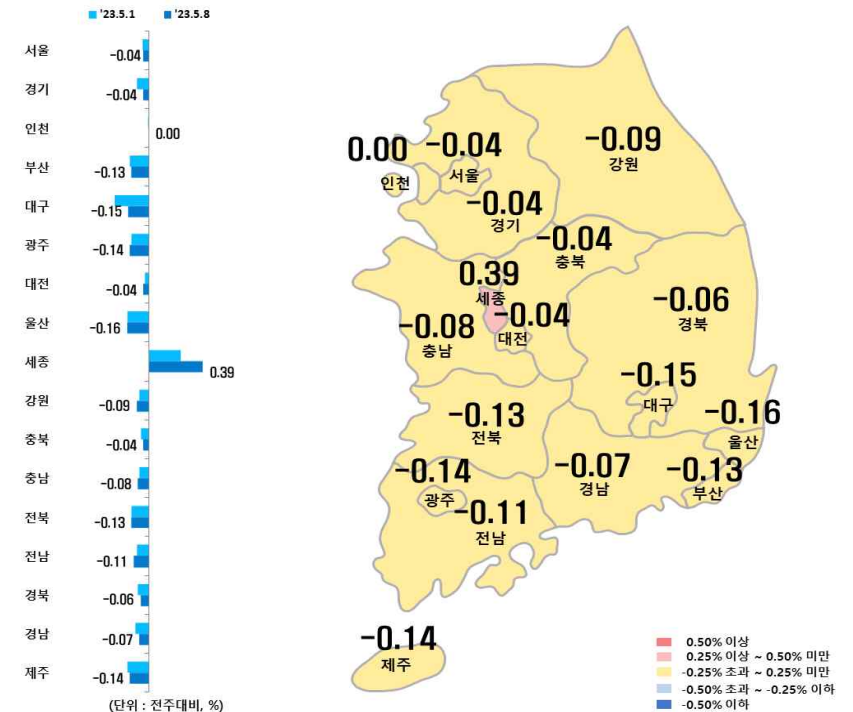 '23.5.1 '23.5.8
서울 -0.04
경기 -0.04
인천 0.00
부산 -0.13
대구 -0.15
광주 -0.14
대전 -0.04
울산 -0.16
세종 0.39
강원 -0.09
충북 -0.04
충남 -0.08
전북 -0.13
전남 -0.11
경북 -0.06
경남 -0.07
제주 -0.14
(단위 : 전주대비, %)
0.00
인천
-0.04
서울
-0.09
강원
-0.04
경기
-0.04
충북
0.39
세종
-0.04
대전
-0.08
충남
-0.06
경북
-0.15
대구
-0.16
울산
-0.13
전북
-0.07
경남
-0.13
부산
-0.14
광주
-0.11
전남
-0.14
제주
0.50% 이상
0.25% 이상 ~ 0.50% 미만
-0.25% 초과 ~ 0.25% 미만
-0.50% 초과 ~ -0.25% 이하
-0.50% 이하